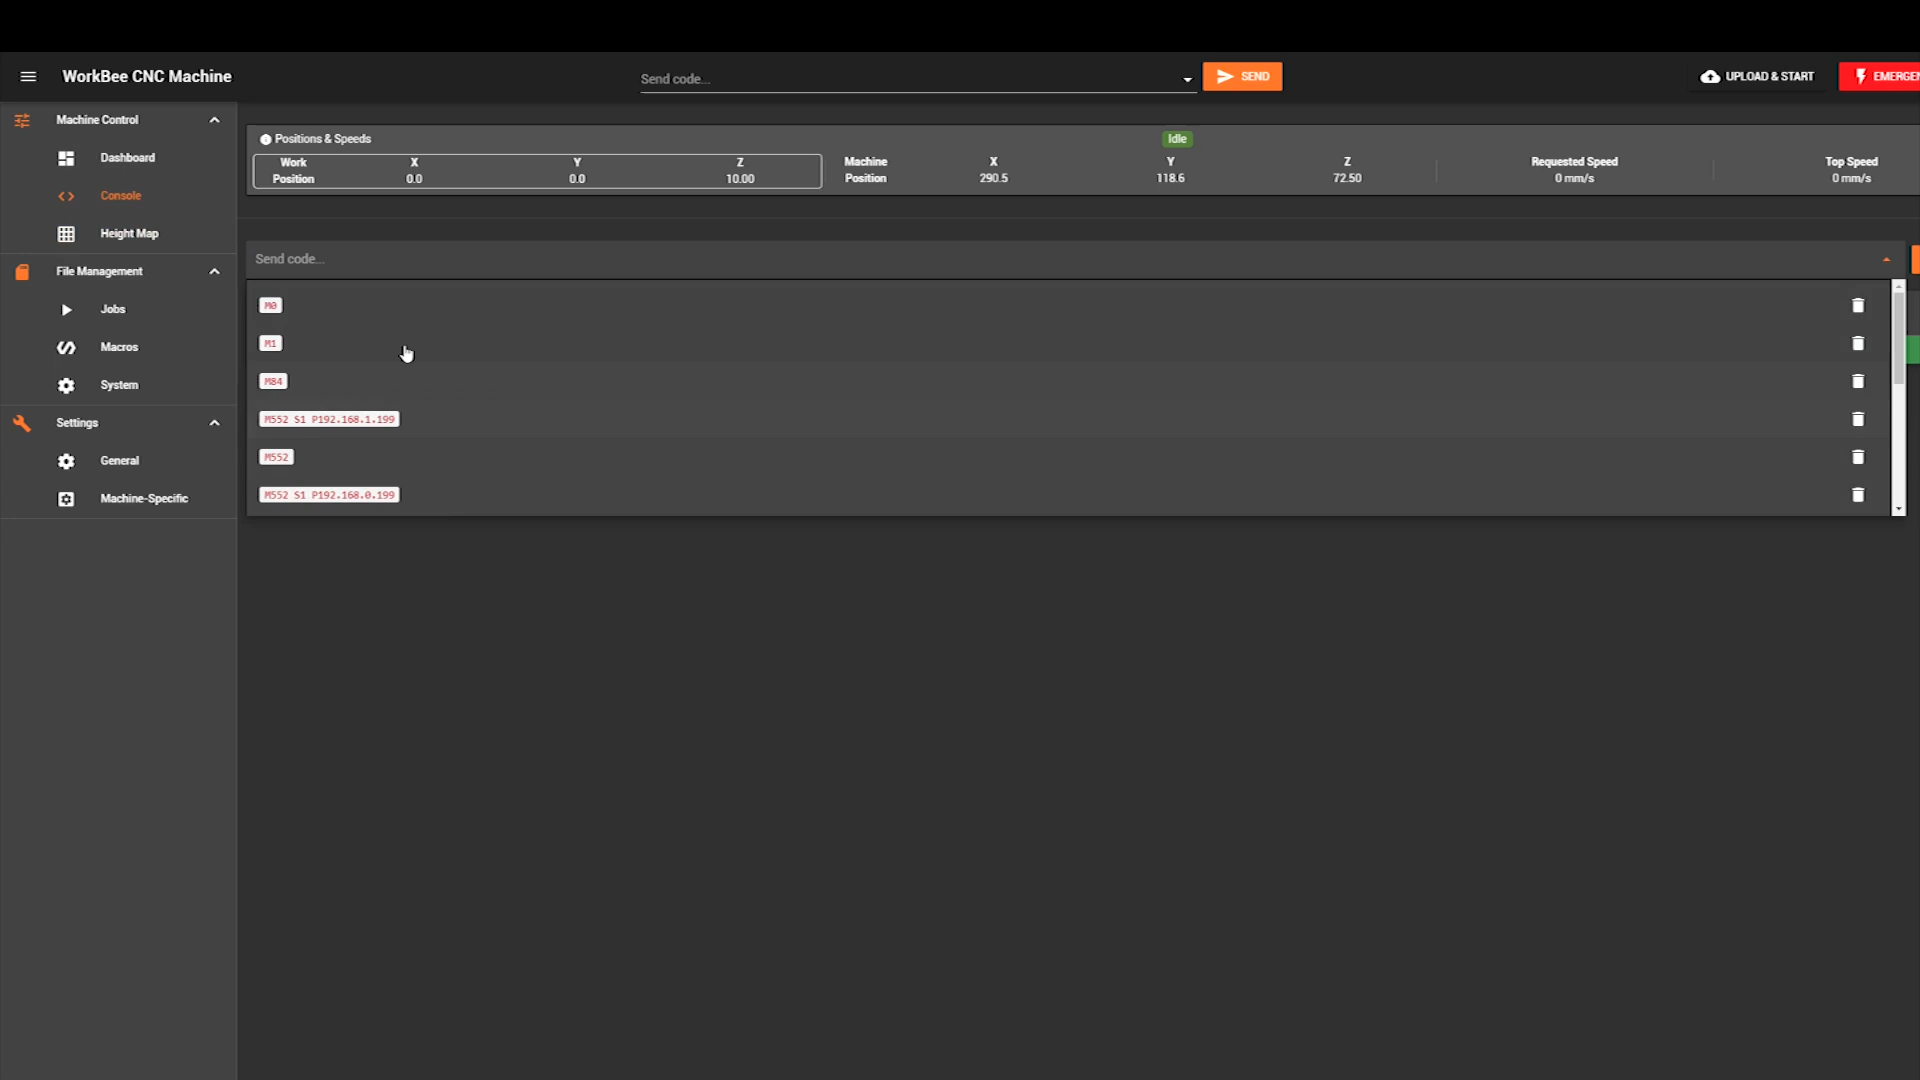 WorkBee CNC Machine
Send code...
SEND
UPLOAD & START
EMERGEN
Machine Control
Dashboard
Console
Height Map
File Management
Jobs
Macros
System
Settings
General
Machine-Specific
Positions & Speeds
Idle
Work Position X 0.0 Y 0.0 Z 10.00
Machine Position X 290.5 Y 118.6 Z 72.50
Requested Speed 0 mm/s
Top Speed 0 mm/s
Send code...
M0
M1
M84
M552 S1 P192.168.1.199
M552
M552 S1 P192.168.0.199